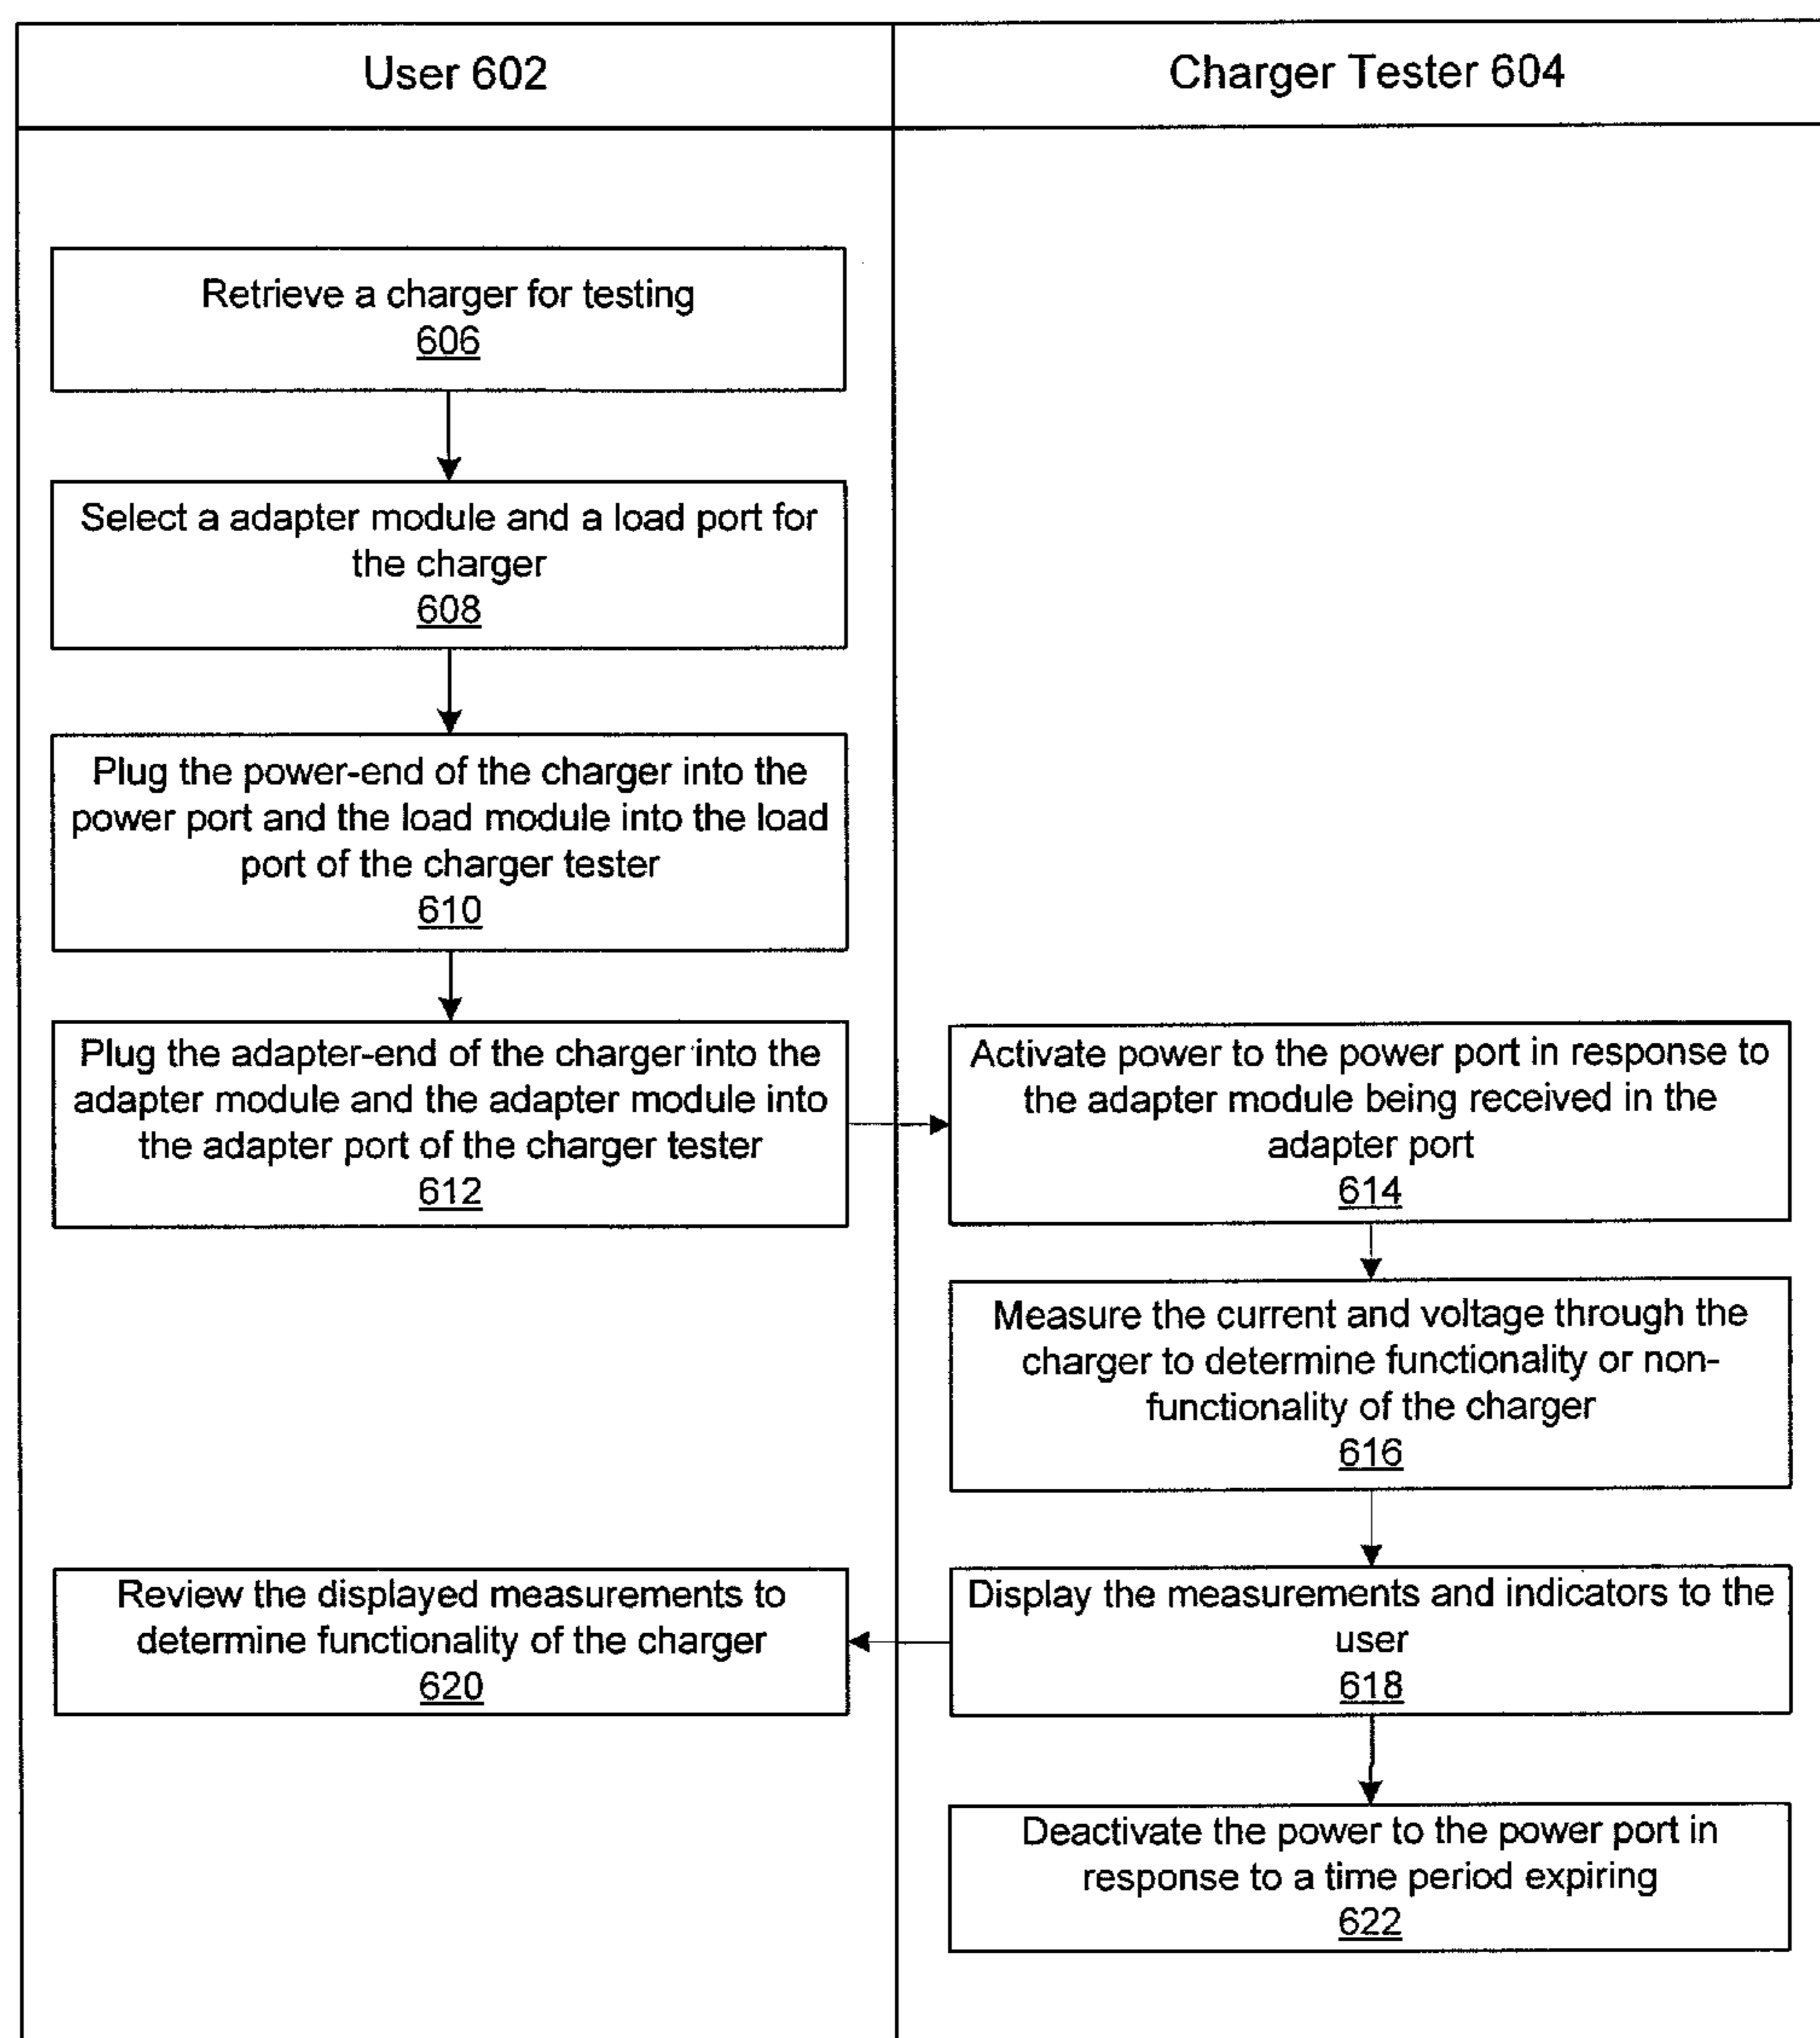 User 602
Charger Tester 604
Retrieve a charger for testing
606
Select a adapter module and a load port for
the charger
608
Plug the power-end of the charger into the
power port and the load module into the load
port of the charger tester
610
Plug the adapter-end of the charger into the
adapter module and the adapter module into
the adapter port of the charger tester
612
Activate power to the power port in response to
the adapter module being received in the
adapter port
614
Measure the current and voltage through the
charger to determine functionality or non-
functionality of the charger
616
Display the measurements and indicators to the
user
618
Review the displayed measurements to
determine functionality of the charger
620
Deactivate the power to the power port in
response to a time period expiring
622